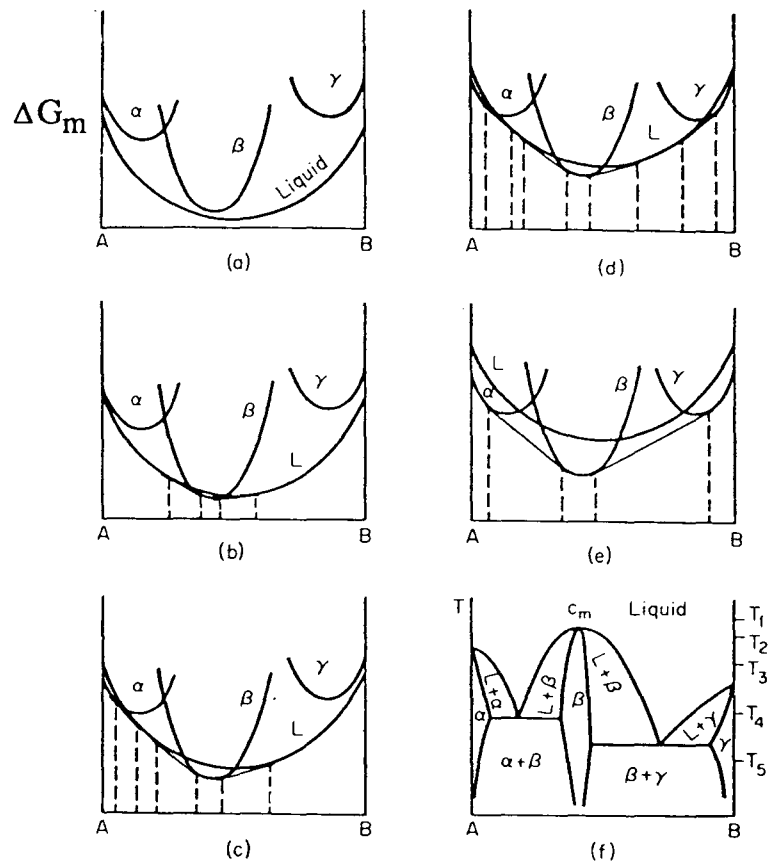 ΔGm
α
β
γ
Liquid
A
B
(a)
α
β
γ
L
A
B
(b)
α
β
γ
L
A
B
(c)
α
β
γ
L
A
B
(d)
L
α
β
γ
A
B
(e)
T
cm
Liquid
T1
T2
T3
T4
T5
L+α
L+β
β
L+β
L+γ
α
γ
α+β
β+γ
A
B
(f)